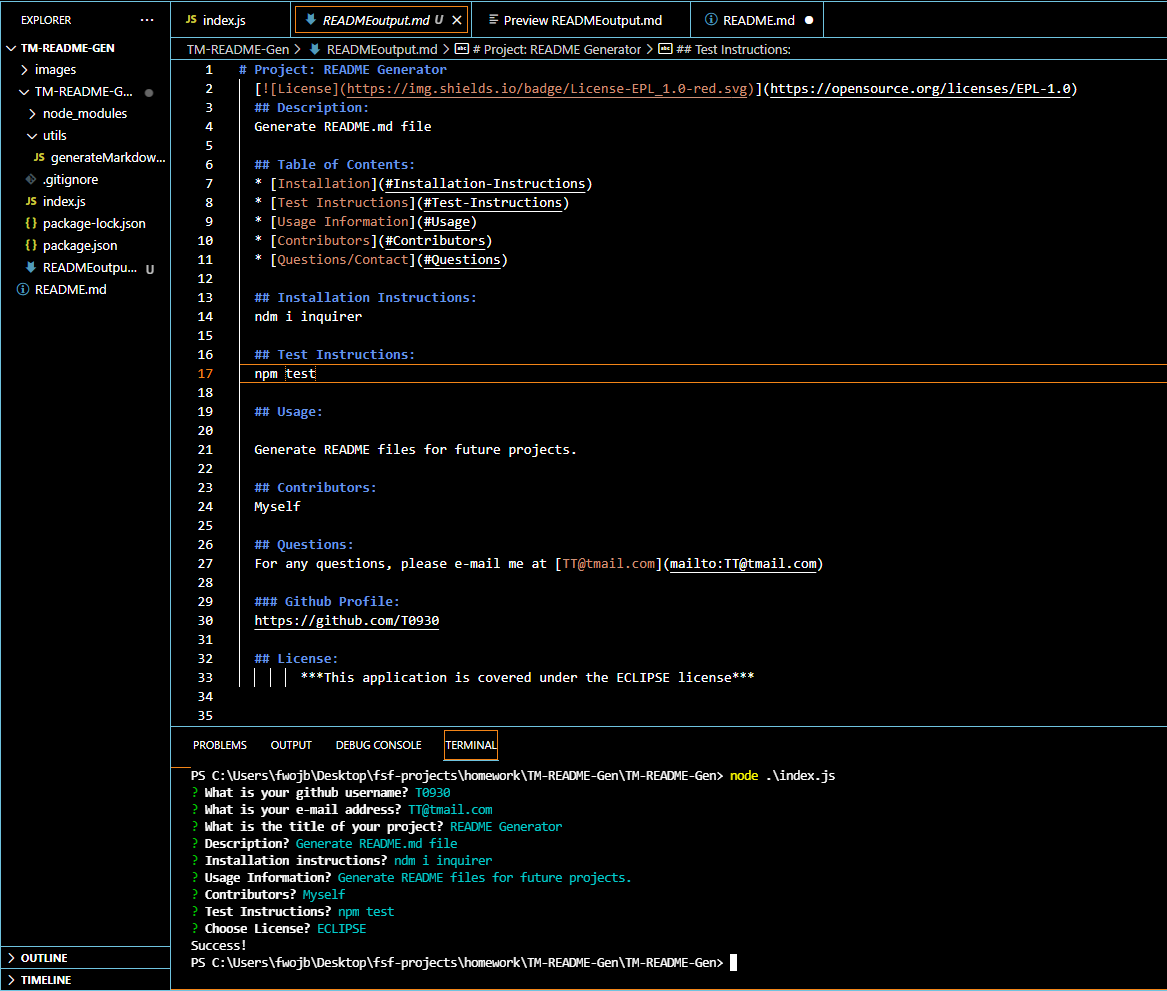 EXPLORER ···
TM-README-GEN
images
TM-README-G...
node_modules
utils
JS generateMarkdow...
.gitignore
JS index.js
{} package-lock.json
{} package.json
READMEoutpu... U
README.md
OUTLINE
TIMELINE
JS index.js READMEoutput.md U Preview READMEoutput.md README.md
TM-README-Gen > READMEoutput.md > # Project: README Generator > ## Test Instructions:
1 # Project: README Generator
2 [![License](https://img.shields.io/badge/License-EPL_1.0-red.svg)](https://opensource.org/licenses/EPL-1.0)
3 ## Description:
4 Generate README.md file
5
6 ## Table of Contents:
7 * [Installation](#Installation-Instructions)
8 * [Test Instructions](#Test-Instructions)
9 * [Usage Information](#Usage)
10 * [Contributors](#Contributors)
11 * [Questions/Contact](#Questions)
12
13 ## Installation Instructions:
14 ndm i inquirer
15
16 ## Test Instructions:
17 npm test
18
19 ## Usage:
20
21 Generate README files for future projects.
22
23 ## Contributors:
24 Myself
25
26 ## Questions:
27 For any questions, please e-mail me at [TT@tmail.com](mailto:TT@tmail.com)
28
29 ### Github Profile:
30 https://github.com/T0930
31
32 ## License:
33 ***This application is covered under the ECLIPSE license***
34
35
PROBLEMS OUTPUT DEBUG CONSOLE TERMINAL
PS C:\Users\fwojb\Desktop\fsf-projects\homework\TM-README-Gen\TM-README-Gen> node .\index.js
? What is your github username? T0930
? What is your e-mail address? TT@tmail.com
? What is the title of your project? README Generator
? Description? Generate README.md file
? Installation instructions? ndm i inquirer
? Usage Information? Generate README files for future projects.
? Contributors? Myself
? Test Instructions? npm test
? Choose License? ECLIPSE
Success!
PS C:\Users\fwojb\Desktop\fsf-projects\homework\TM-README-Gen\TM-README-Gen>